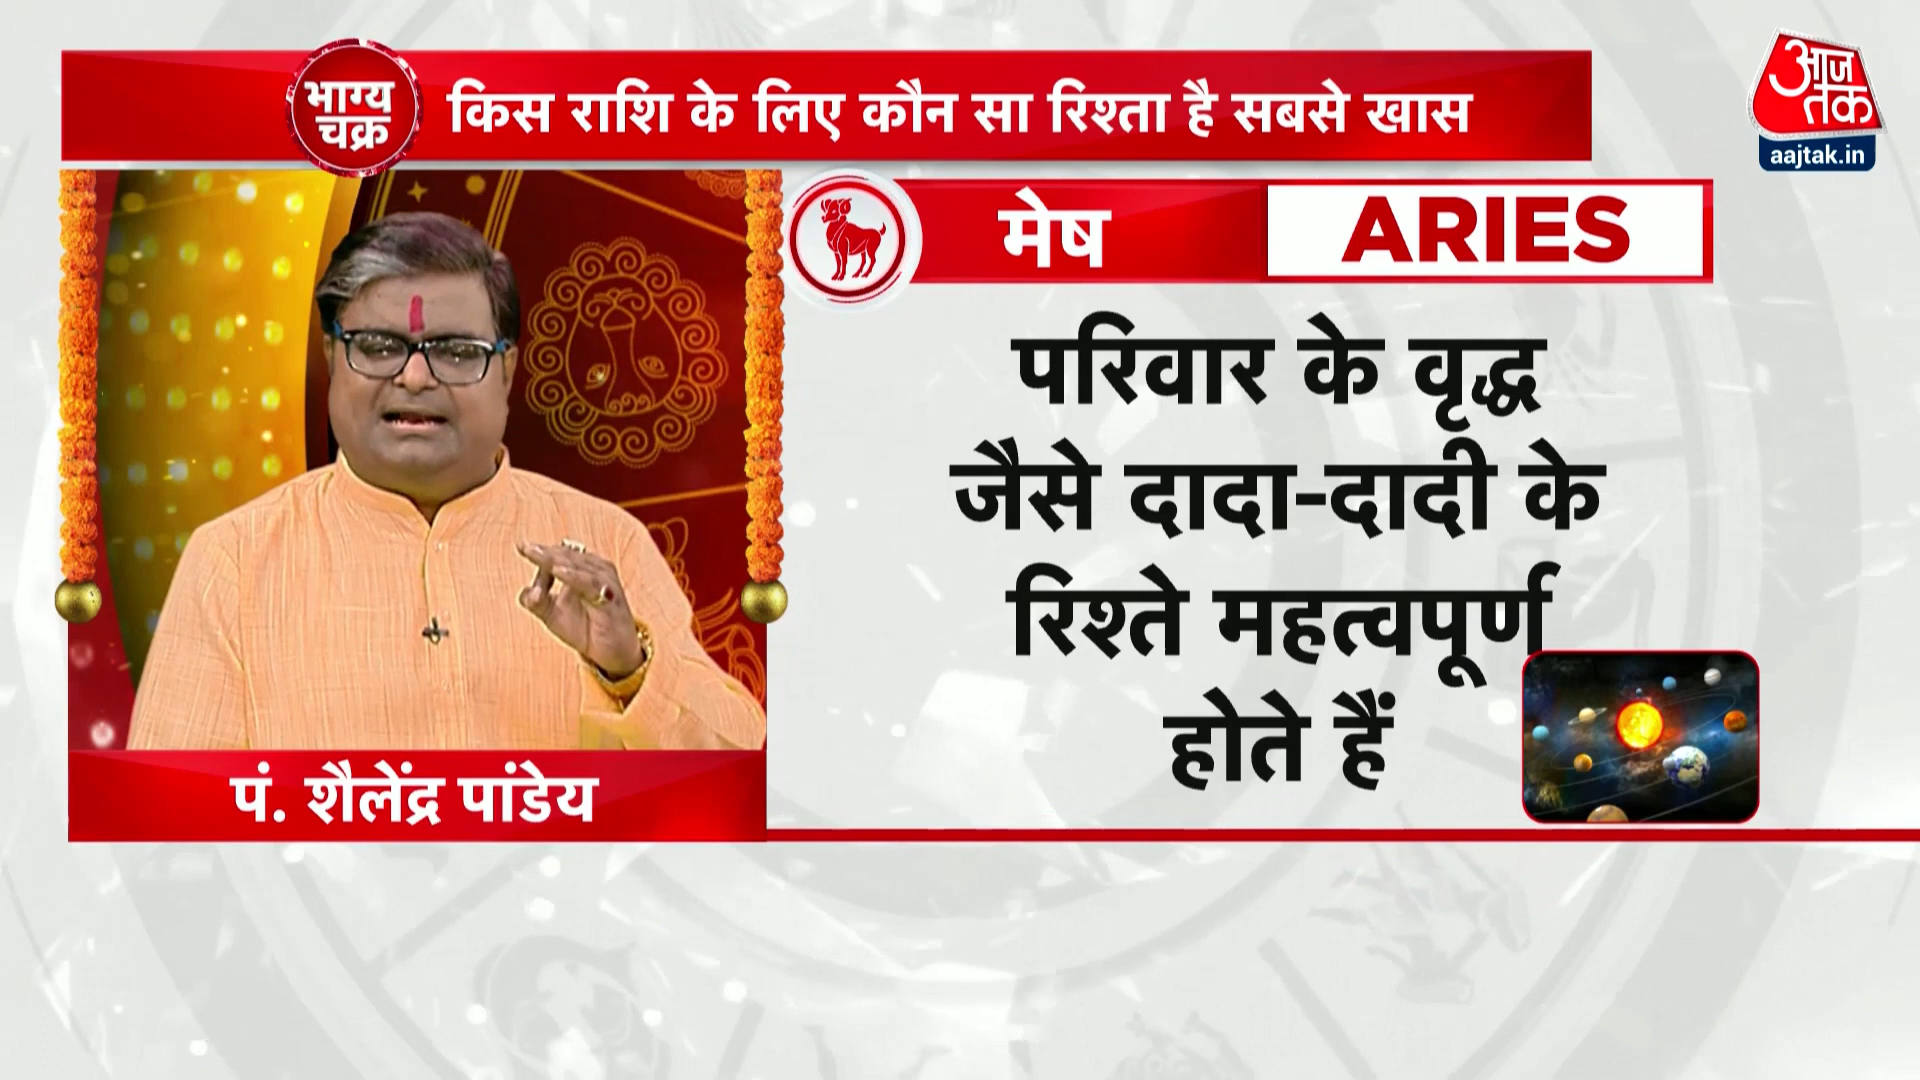 भाग्य
चक्र
किस राशि के लिए कौन सा रिश्ता है सबसे खास
आज
तक
aajtak.in
मेष
ARIES
परिवार के वृद्ध
जैसे दादा-दादी के
रिश्ते महत्वपूर्ण
होते हैं
पं. शैलेंद्र पांडेय